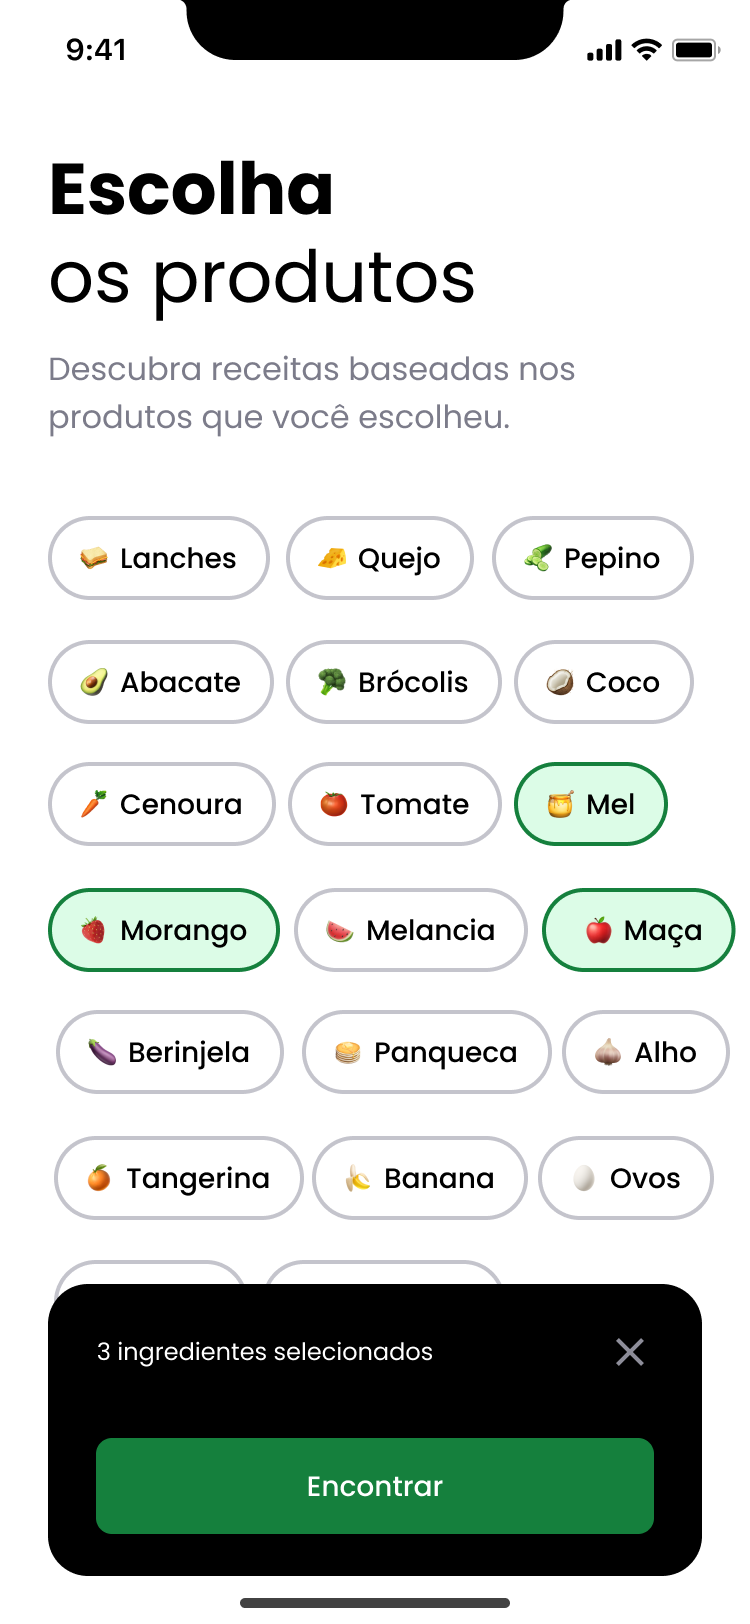 9:41
Escolha
os produtos
Descubra receitas baseadas nos
produtos que você escolheu.
Lanches Quejo Pepino
Abacate Brócolis Coco
Cenoura Tomate Mel
Morango Melancia Maça
Berinjela Panqueca Alho
Tangerina Banana Ovos
3 ingredientes selecionados
Encontrar